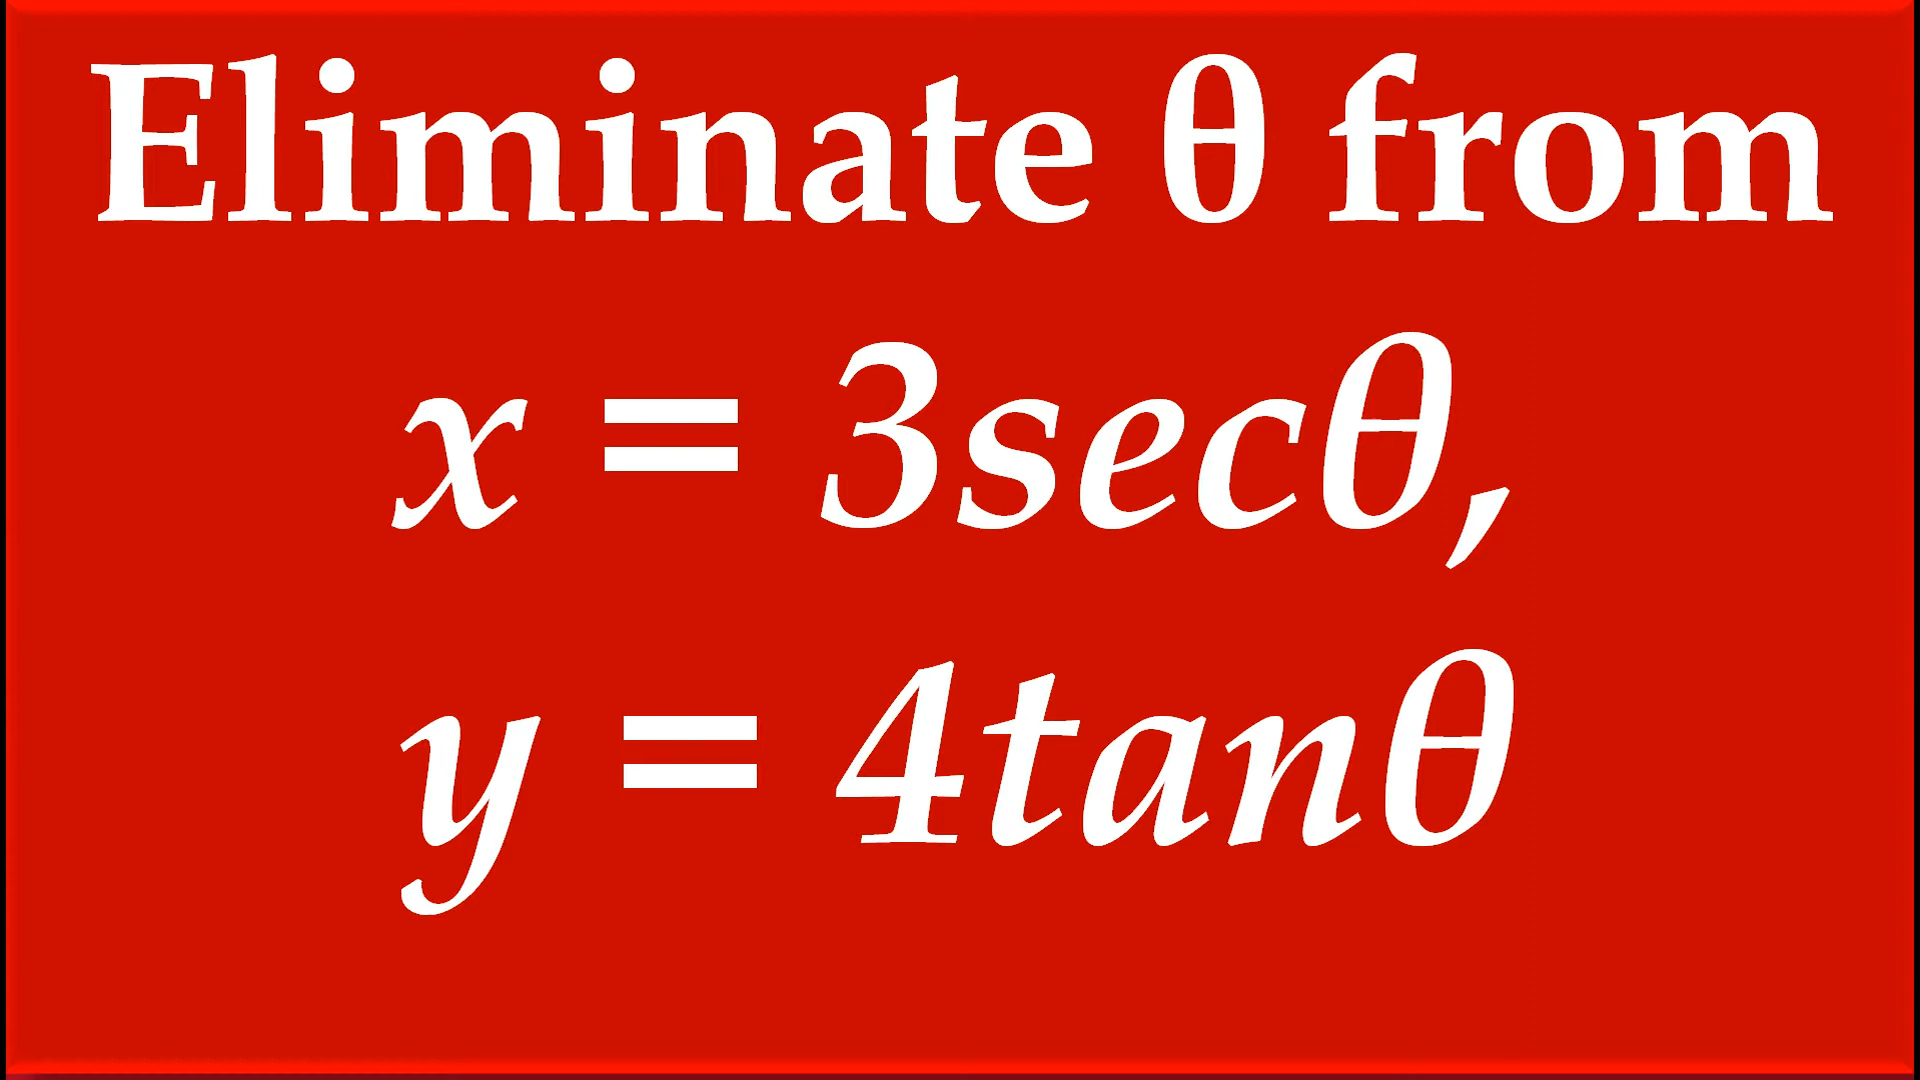 Eliminate θ from
x = 3secθ,
y = 4tanθ